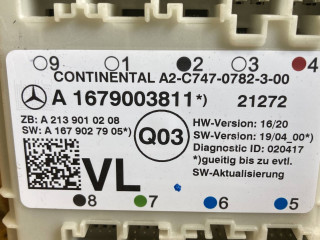 9 1 2 3 4
CONTINENTAL A2-C747-0782-3-00
A 1679003811*) 21272
ZB: A 213 901 02 08 HW-Version: 16/20
SW: A 167 902 79 05*) Q03 SW-Version: 19/04_00*)
Diagnostic ID: 020417
*)gueitig bis zu evtl.
VL SW-Aktualisierung
8 7 6 5